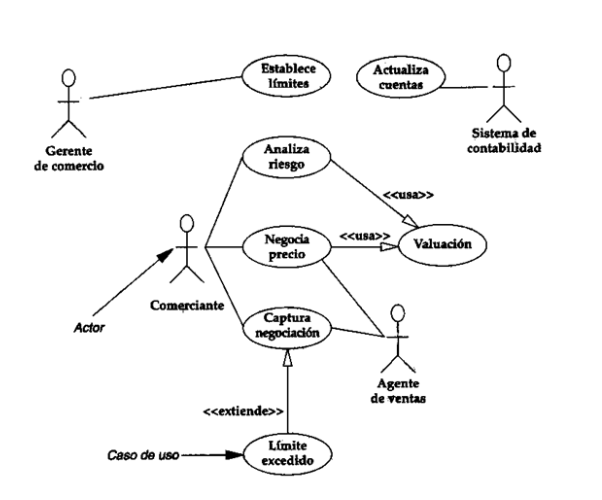 Establece
límites
Actualiza
cuentas
Gerente
de comercio
Sistema de
contabilidad
Analiza
riesgo
<<usa>>
Negocia
precio
<<usa>>
Valuación
Comerciante
Actor
Captura
negociación
Agente
de ventas
<<extiende>>
Caso de uso
Límite
excedido